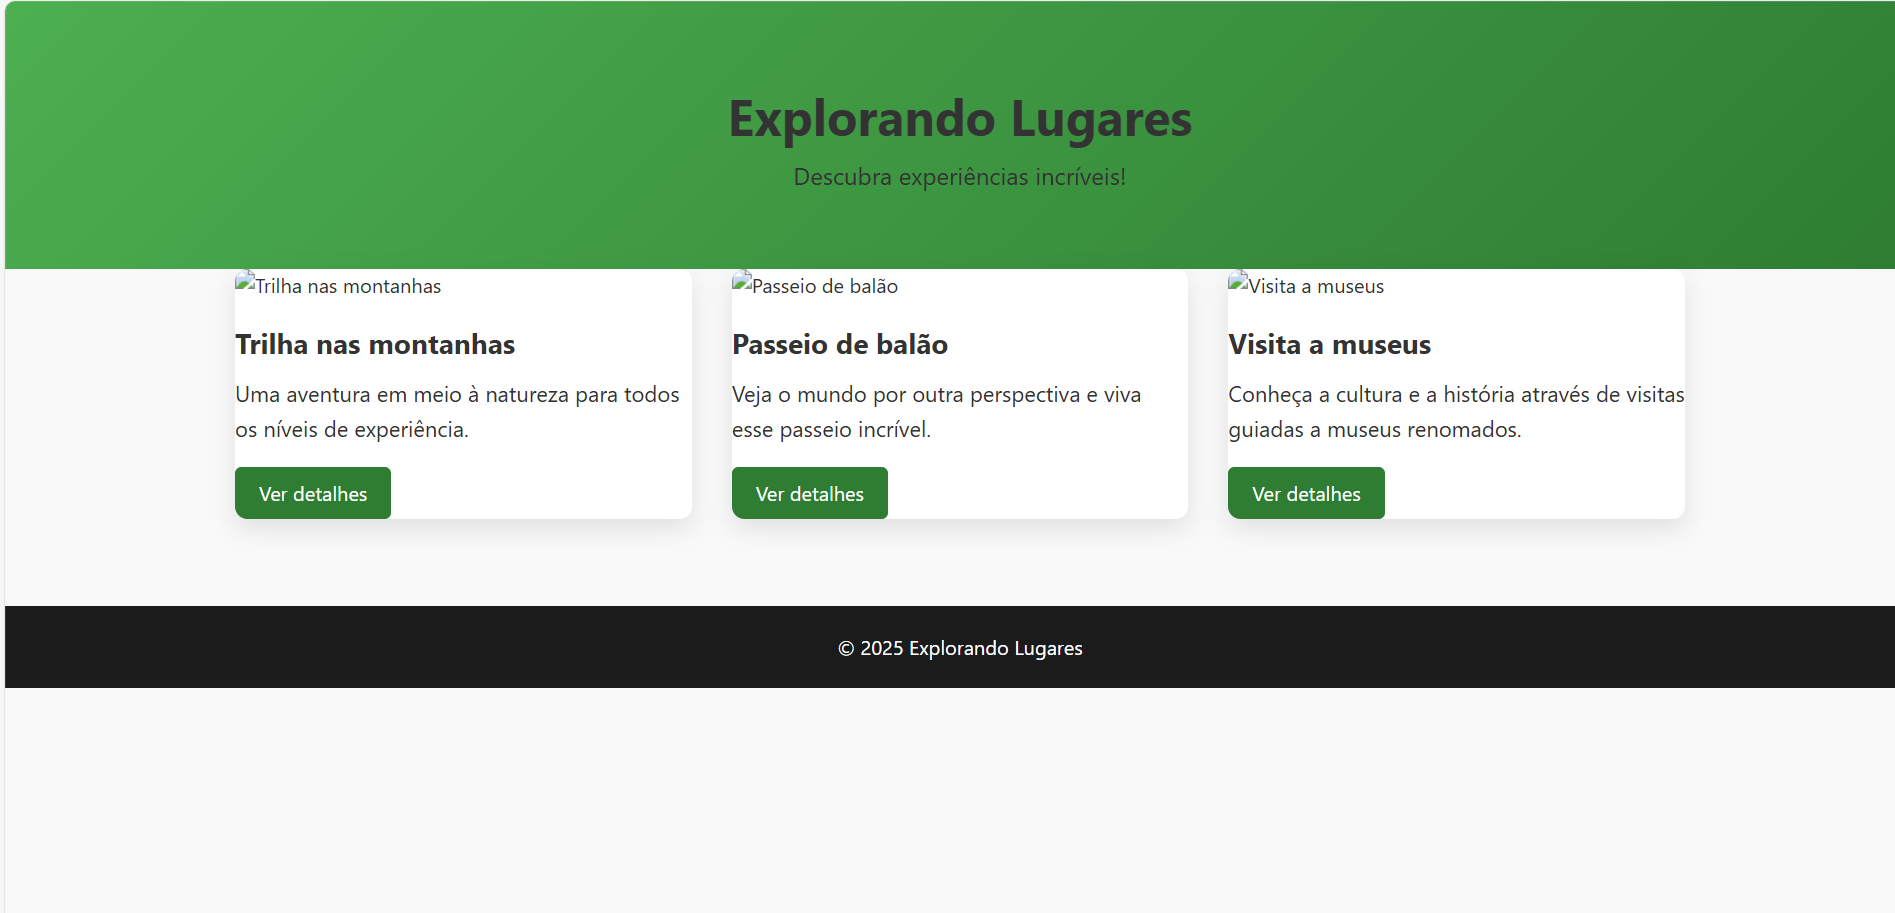 Explorando Lugares
Descubra experiências incríveis!
Trilha nas montanhas
Trilha nas montanhas
Uma aventura em meio à natureza para todos
os níveis de experiência.
Ver detalhes
Passeio de balão
Passeio de balão
Veja o mundo por outra perspectiva e viva
esse passeio incrível.
Ver detalhes
Visita a museus
Visita a museus
Conheça a cultura e a história através de visitas
guiadas a museus renomados.
Ver detalhes
© 2025 Explorando Lugares